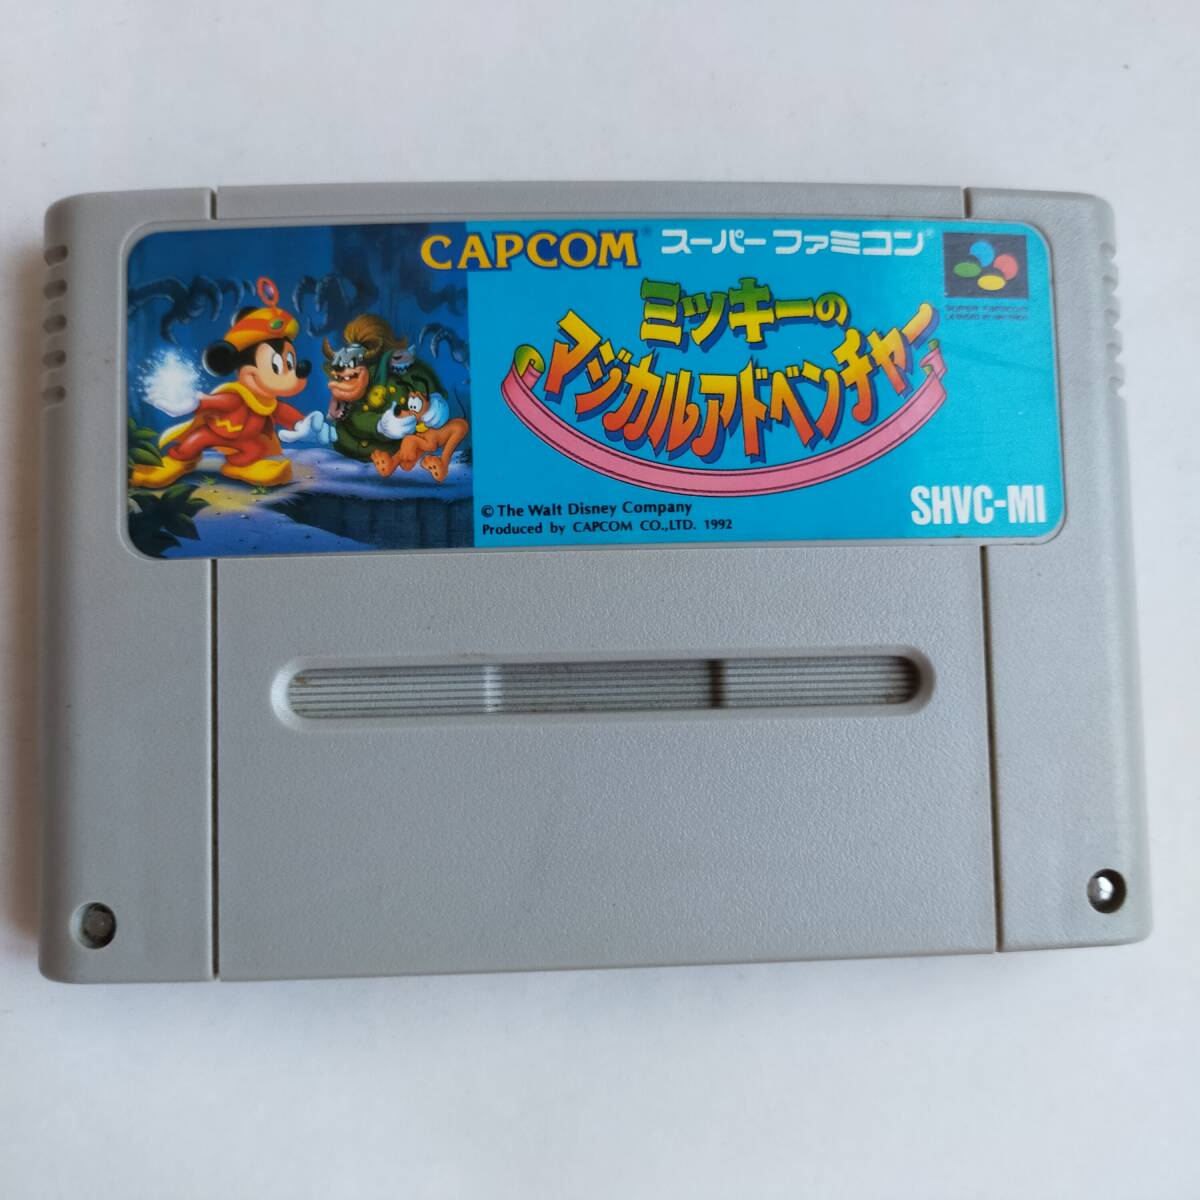 CAPCOM® スーパーファミコン®
ミッキーの
マジカルアドベンチャー
SUPER FAMICOM
© The Walt Disney Company
Produced by CAPCOM CO.,LTD. 1992
SHVC-MI